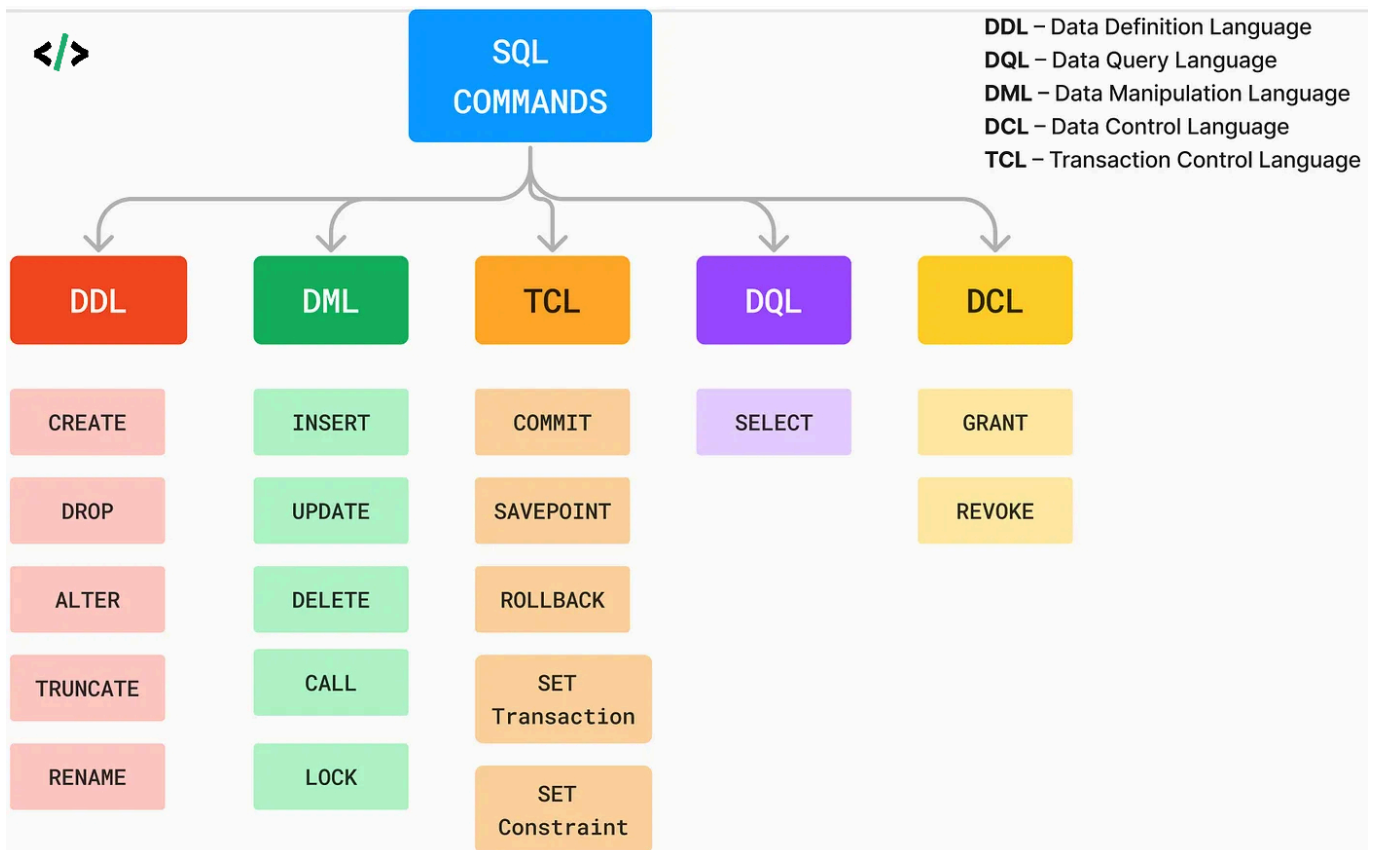 </>
SQL
COMMANDS
DDL – Data Definition Language
DQL – Data Query Language
DML – Data Manipulation Language
DCL – Data Control Language
TCL – Transaction Control Language
DDL
DML
TCL
DQL
DCL
CREATE
INSERT
COMMIT
SELECT
GRANT
DROP
UPDATE
SAVEPOINT
REVOKE
ALTER
DELETE
ROLLBACK
TRUNCATE
CALL
SET
Transaction
RENAME
LOCK
SET
Constraint